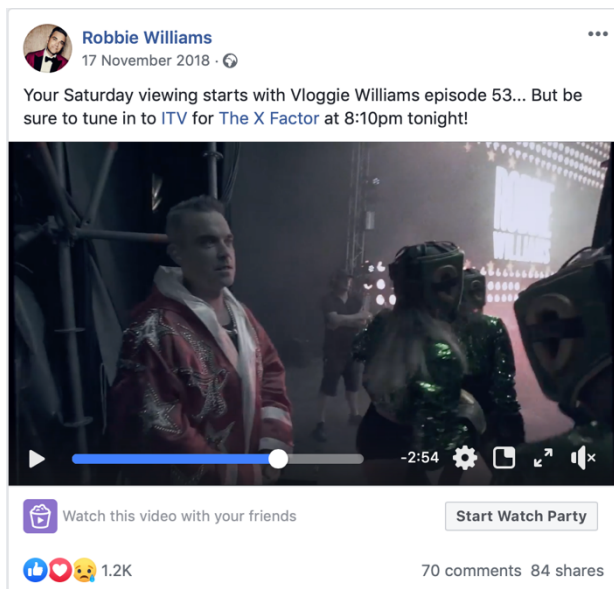 Robbie Williams
17 November 2018 ·
Your Saturday viewing starts with Vloggie Williams episode 53... But be
sure to tune in to ITV for The X Factor at 8:10pm tonight!
-2:54
Watch this video with your friends
Start Watch Party
1.2K
70 comments 84 shares